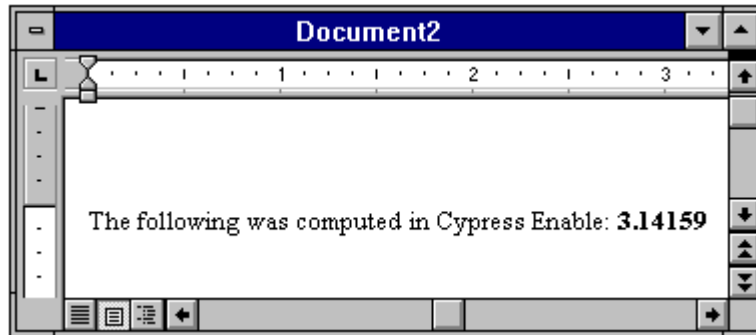 Document2
L 1 2 3
The following was computed in Cypress Enable: 3.14159